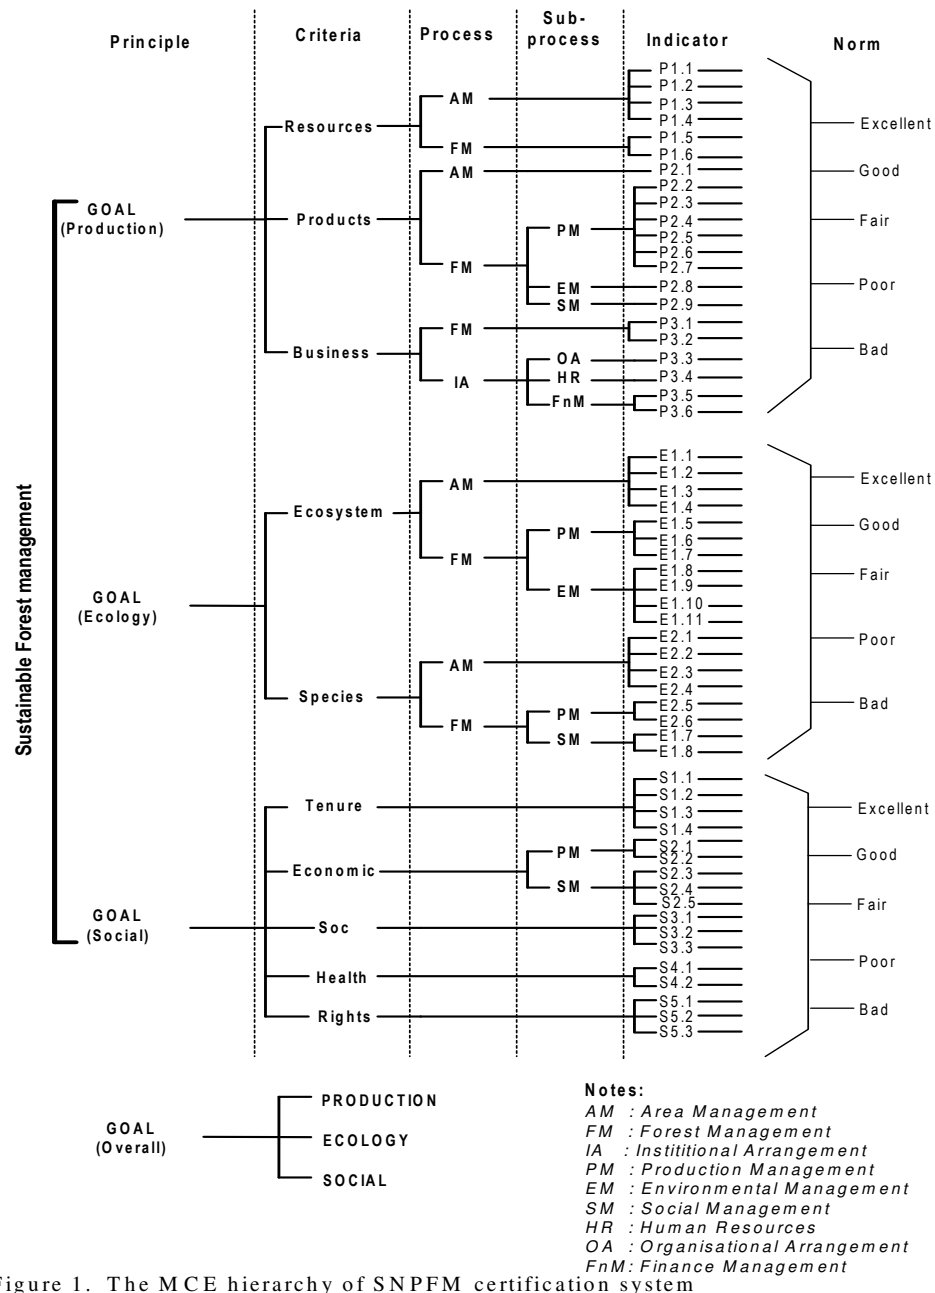 Principle
Criteria
Process
Sub-
process
Indicator
Norm
Sustainable Forest management
GOAL
(Production)
Resources
AM
P1.1
P1.2
P1.3
P1.4
FM
P1.5
P1.6
Products
AM
P2.1
FM
PM
P2.2
P2.3
P2.4
P2.5
P2.6
P2.7
EM
P2.8
SM
P2.9
Business
FM
P3.1
P3.2
IA
OA
P3.3
HR
P3.4
FnM
P3.5
P3.6
Excellent
Good
Fair
Poor
Bad
GOAL
(Ecology)
Ecosystem
AM
E1.1
E1.2
E1.3
E1.4
FM
PM
E1.5
E1.6
E1.7
EM
E1.8
E1.9
E1.10
E1.11
Species
AM
E2.1
E2.2
E2.3
E2.4
FM
PM
E2.5
E2.6
SM
E1.7
E1.8
Excellent
Good
Fair
Poor
Bad
GOAL
(Social)
Tenure
S1.1
S1.2
S1.3
S1.4
Economic
PM
S2.1
S2.2
SM
S2.3
S2.4
S2.5
Soc
S3.1
S3.2
S3.3
Health
S4.1
S4.2
Rights
S5.1
S5.2
S5.3
Excellent
Good
Fair
Poor
Bad
GOAL
(Overall)
PRODUCTION
ECOLOGY
SOCIAL
Notes:
AM : Area Management
FM : Forest Management
IA : Instititional Arrangement
PM : Production Management
EM : Environmental Management
SM : Social Management
HR : Human Resources
OA : Organisational Arrangement
FnM: Finance Management
Figure 1. The MCE hierarchy of SNPFM certification system